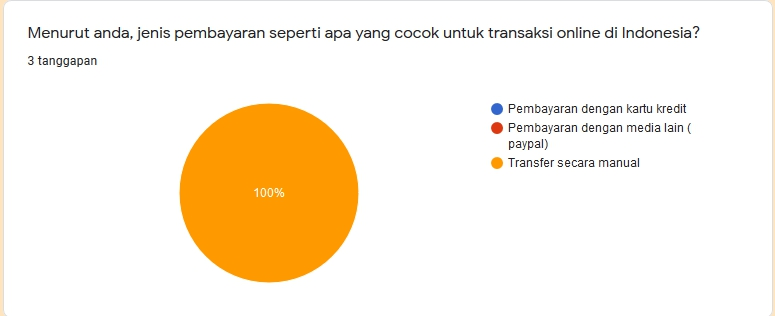 Menurut anda, jenis pembayaran seperti apa yang cocok untuk transaksi online di Indonesia?
3 tanggapan
Pembayaran dengan kartu kredit
Pembayaran dengan media lain (
paypal)
Transfer secara manual
100%